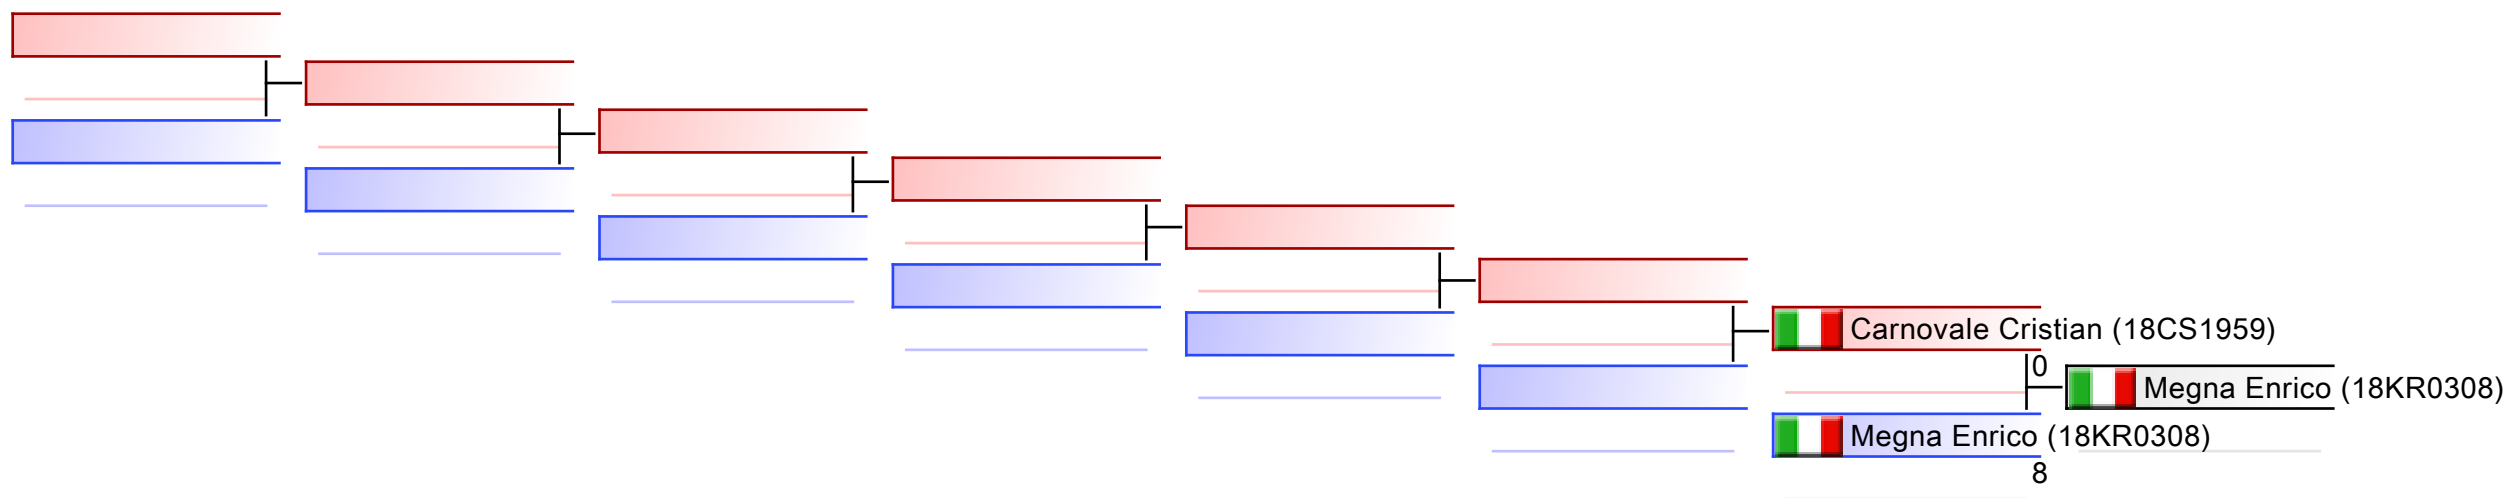 Carnovale Cristian (18CS1959)
0
Megna Enrico (18KR0308)
Megna Enrico (18KR0308)
8